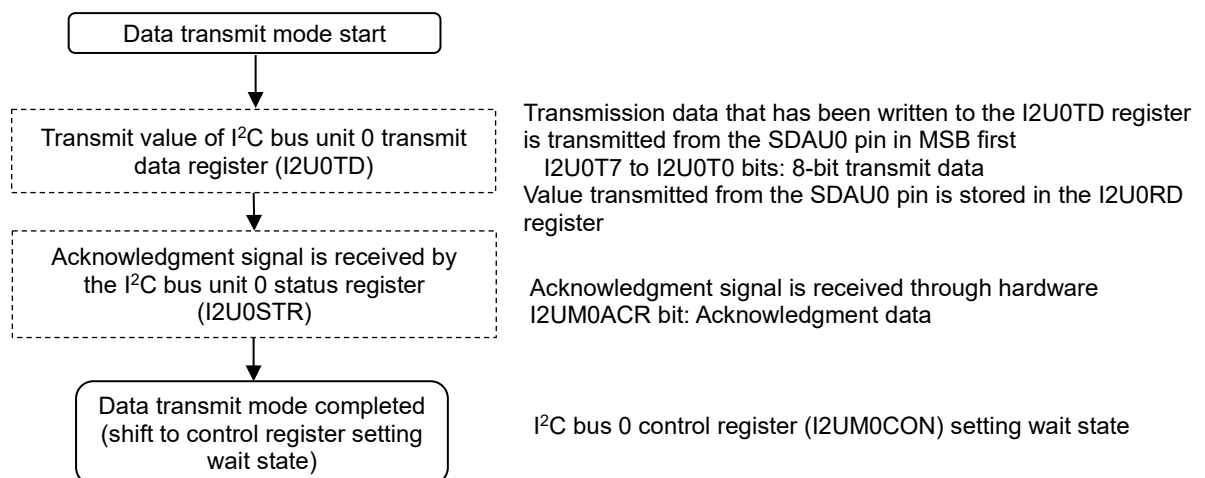 Data transmit mode start
Transmit value of I²C bus unit 0 transmit
data register (I2U0TD)
Transmission data that has been written to the I2U0TD register
is transmitted from the SDAU0 pin in MSB first
I2U0T7 to I2U0T0 bits: 8-bit transmit data
Value transmitted from the SDAU0 pin is stored in the I2U0RD
register
Acknowledgment signal is received by
the I²C bus unit 0 status register
(I2U0STR)
Acknowledgment signal is received through hardware
I2UM0ACR bit: Acknowledgment data
Data transmit mode completed
(shift to control register setting
wait state)
I²C bus 0 control register (I2UM0CON) setting wait state